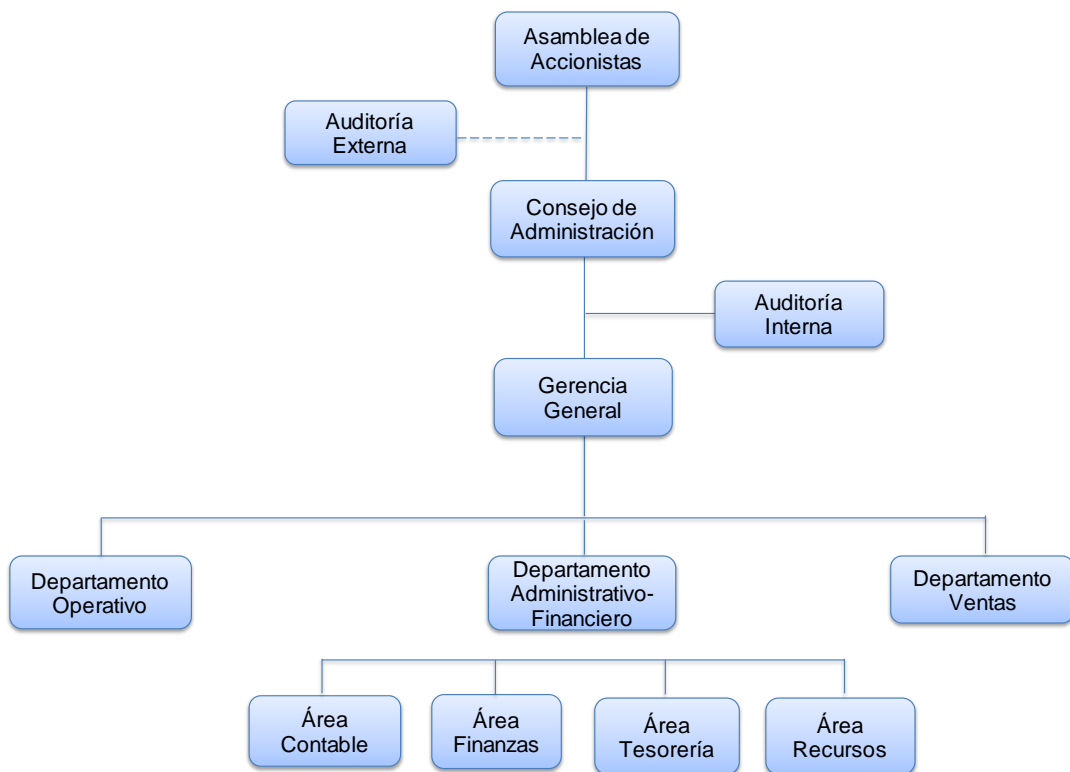 Asamblea de
Accionistas
Auditoría
Externa
Consejo de
Administración
Auditoría
Interna
Gerencia
General
Departamento
Operativo
Departamento
Administrativo-
Financiero
Departamento
Ventas
Área
Contable
Área
Finanzas
Área
Tesorería
Área
Recursos